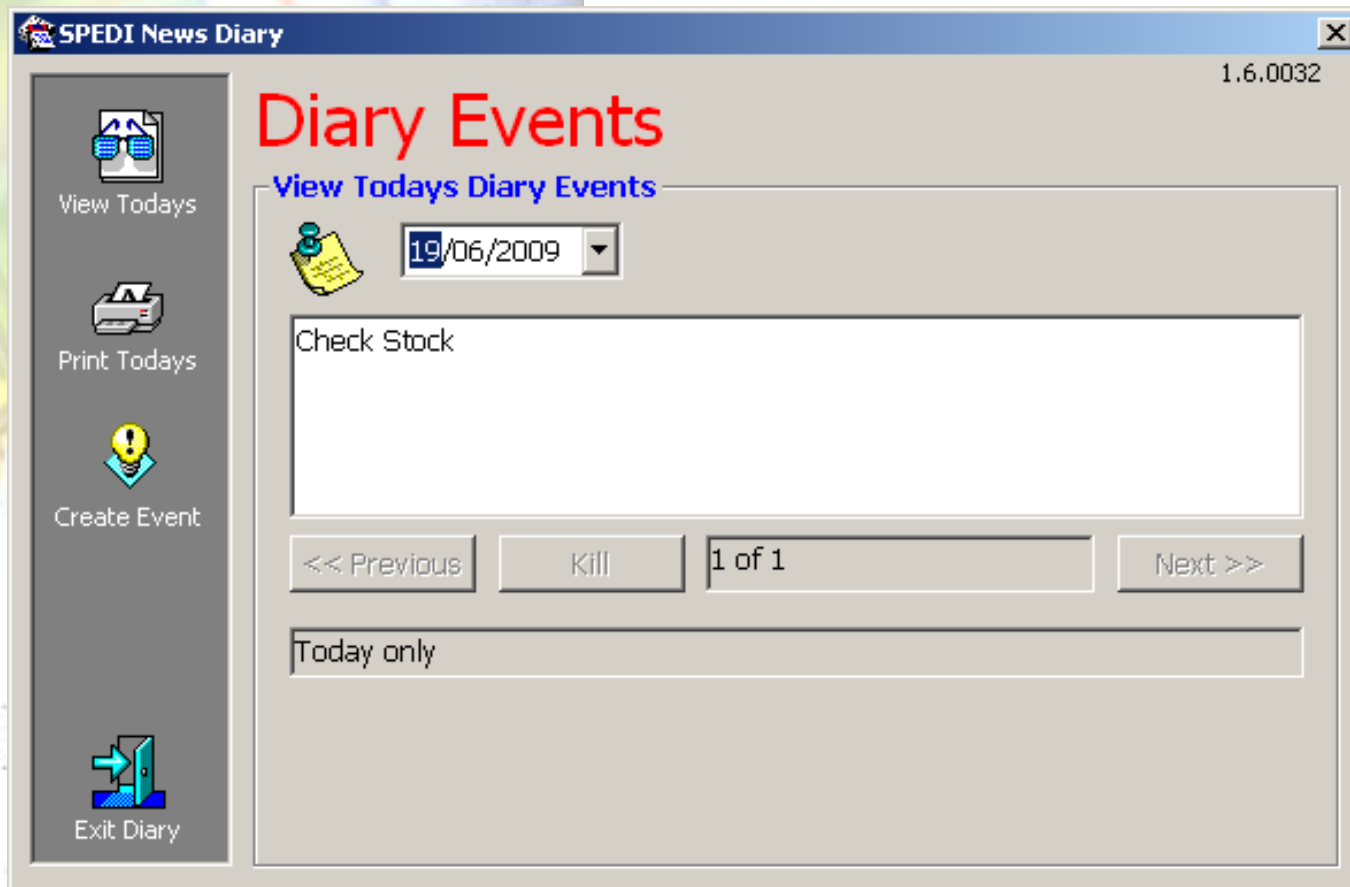 SPEDI News Diary
1.6.0032
Diary Events
View Todays
View Todays Diary Events
19/06/2009
Check Stock
Print Todays
Create Event
<< Previous
Kill
1 of 1
Next >>
Today only
Exit Diary